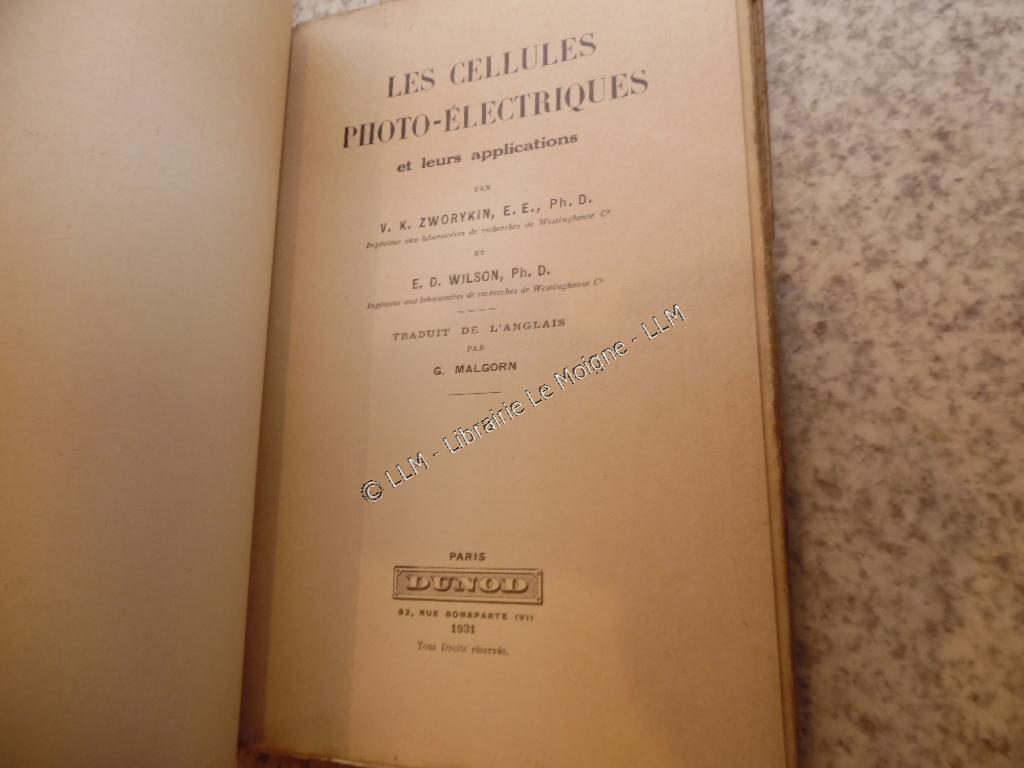 LES CELLULES
PHOTO-ÉLECTRIQUES
et leurs applications
PAR
V. K. ZWORYKIN, E. E., Ph. D.
Ingénieur aux laboratoires de recherches de Westinghouse Cº
ET
E. D. WILSON, Ph. D.
Ingénieur aux laboratoires de recherches de Westinghouse Cº
TRADUIT DE L'ANGLAIS
PAR
G. MALGORN
© LLM - Librairie Le Moigne - LLM
PARIS
DUNOD
92, RUE BONAPARTE (VI)
1931
Tous Droits réservés.